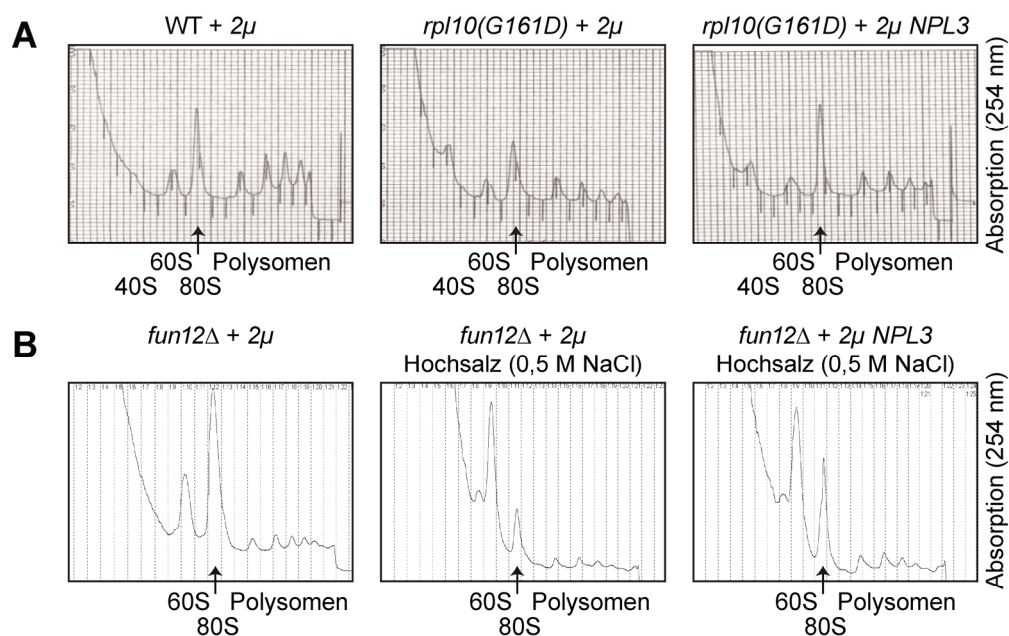 A
WT + 2µ
rpl10(G161D) + 2µ
rpl10(G161D) + 2µ NPL3
Absorption (254 nm)
60S Polysomen
40S 80S
60S Polysomen
40S 80S
60S Polysomen
40S 80S
B
fun12Δ + 2µ
fun12Δ + 2µ
Hochsalz (0,5 M NaCl)
fun12Δ + 2µ NPL3
Hochsalz (0,5 M NaCl)
Absorption (254 nm)
60S Polysomen
80S
60S Polysomen
80S
60S Polysomen
80S